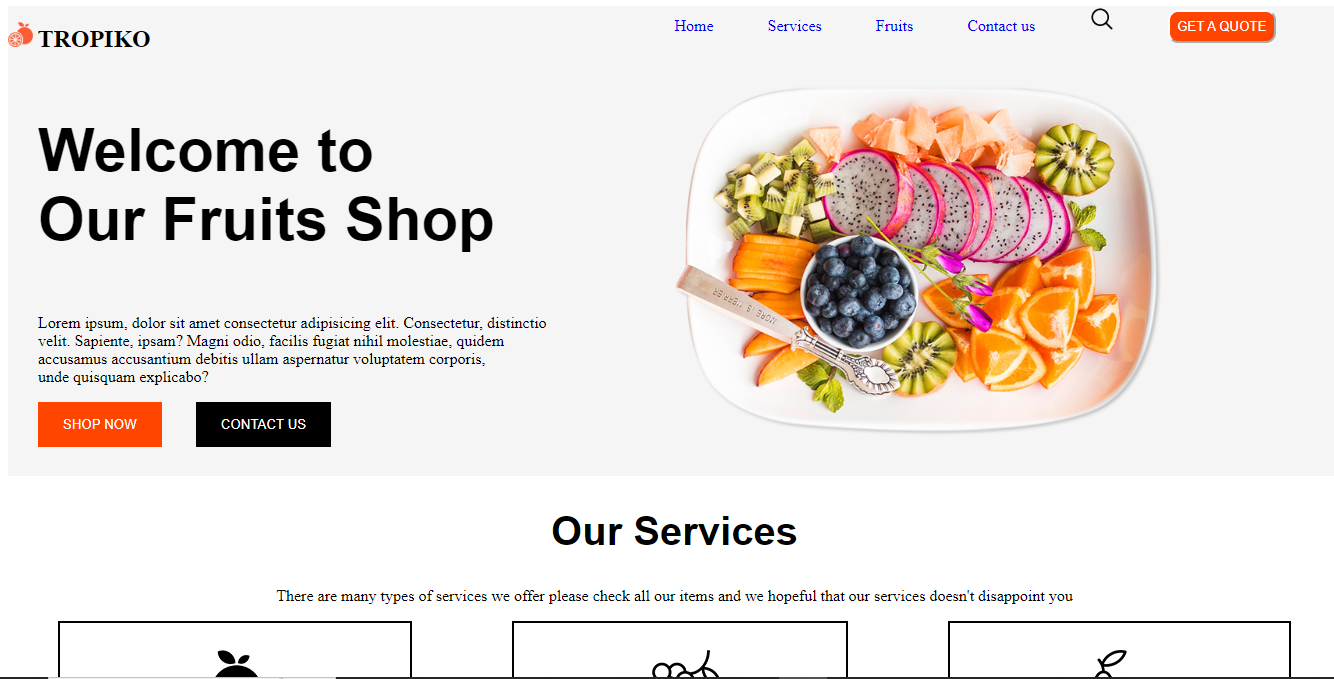 TROPIKO
Home
Services
Fruits
Contact us
GET A QUOTE
Welcome to
Our Fruits Shop
Lorem ipsum, dolor sit amet consectetur adipisicing elit. Consectetur, distinctio
velit. Sapiente, ipsam? Magni odio, facilis fugiat nihil molestiae, quidem
accusamus accusantium debitis ullam aspernatur voluptatem corporis,
unde quisquam explicabo?
SHOP NOW
CONTACT US
Our Services
There are many types of services we offer please check all our items and we hopeful that our services doesn't disappoint you